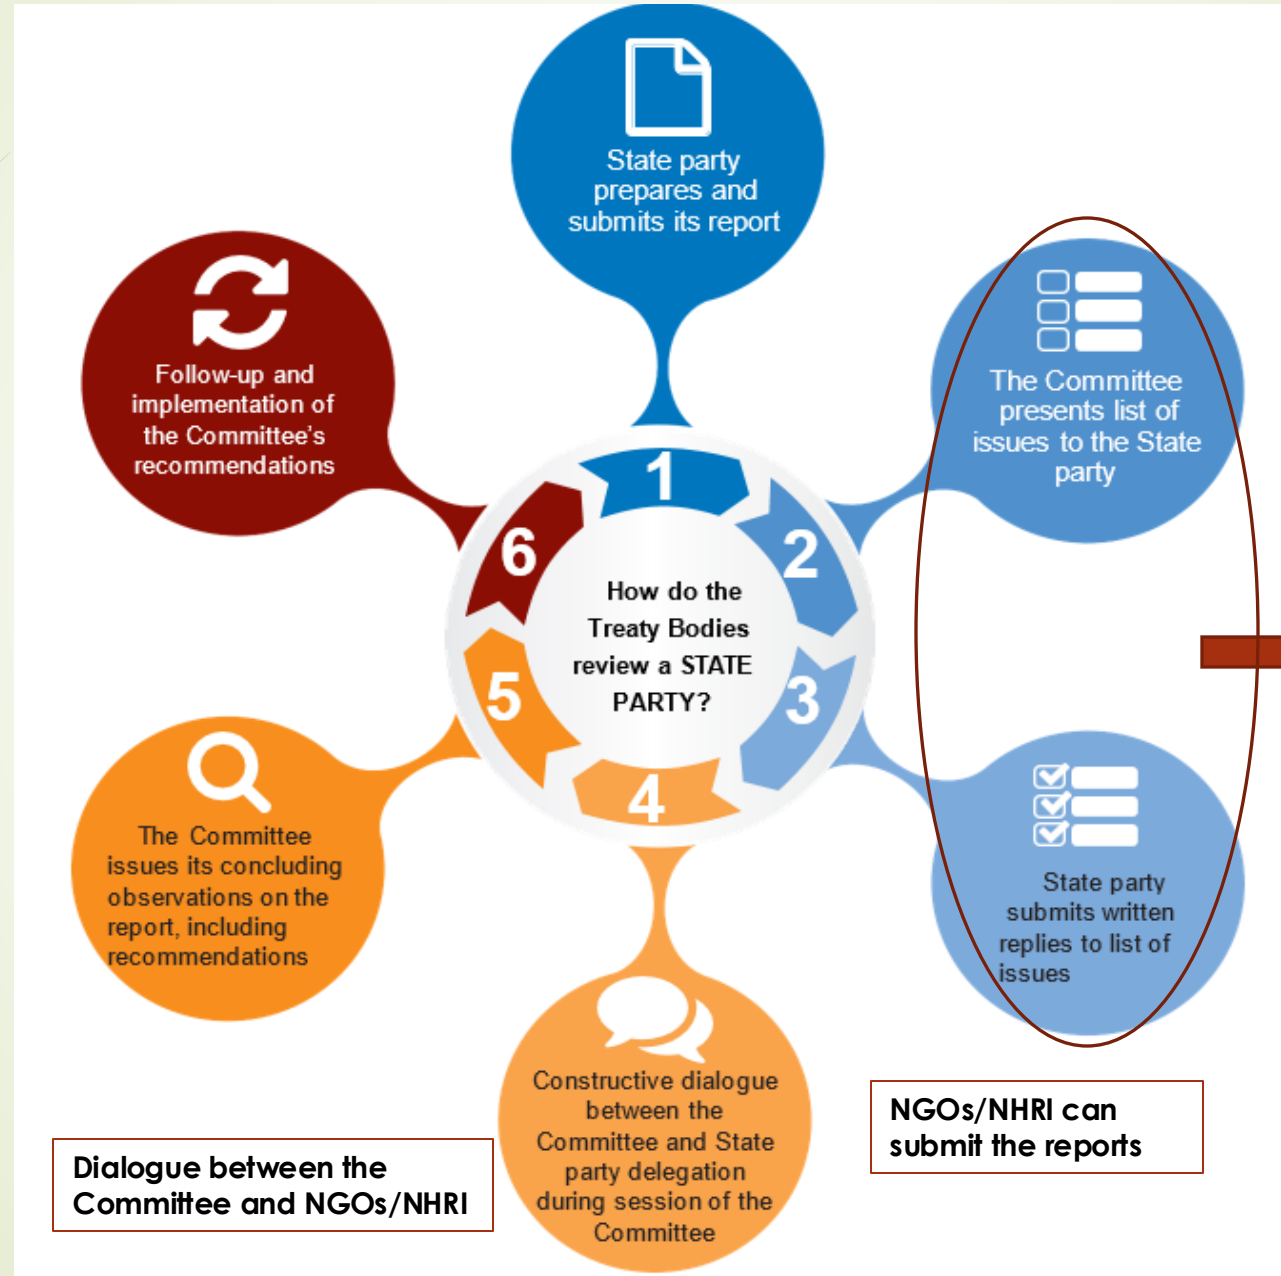 State party
prepares and
submits its report
The Committee
presents list of
issues to the State
party
State party
submits written
replies to list of
issues
Constructive dialogue
between the
Committee and State
party delegation
during session of the
Committee
The Committee
issues its concluding
observations on the
report, including
recommendations
Follow-up and
implementation of
the Committee's
recommendations
1
2
3
4
5
6
How do the
Treaty Bodies
review a STATE
PARTY?
NGOs/NHRI can
submit the reports
Dialogue between the
Committee and NGOs/NHRI